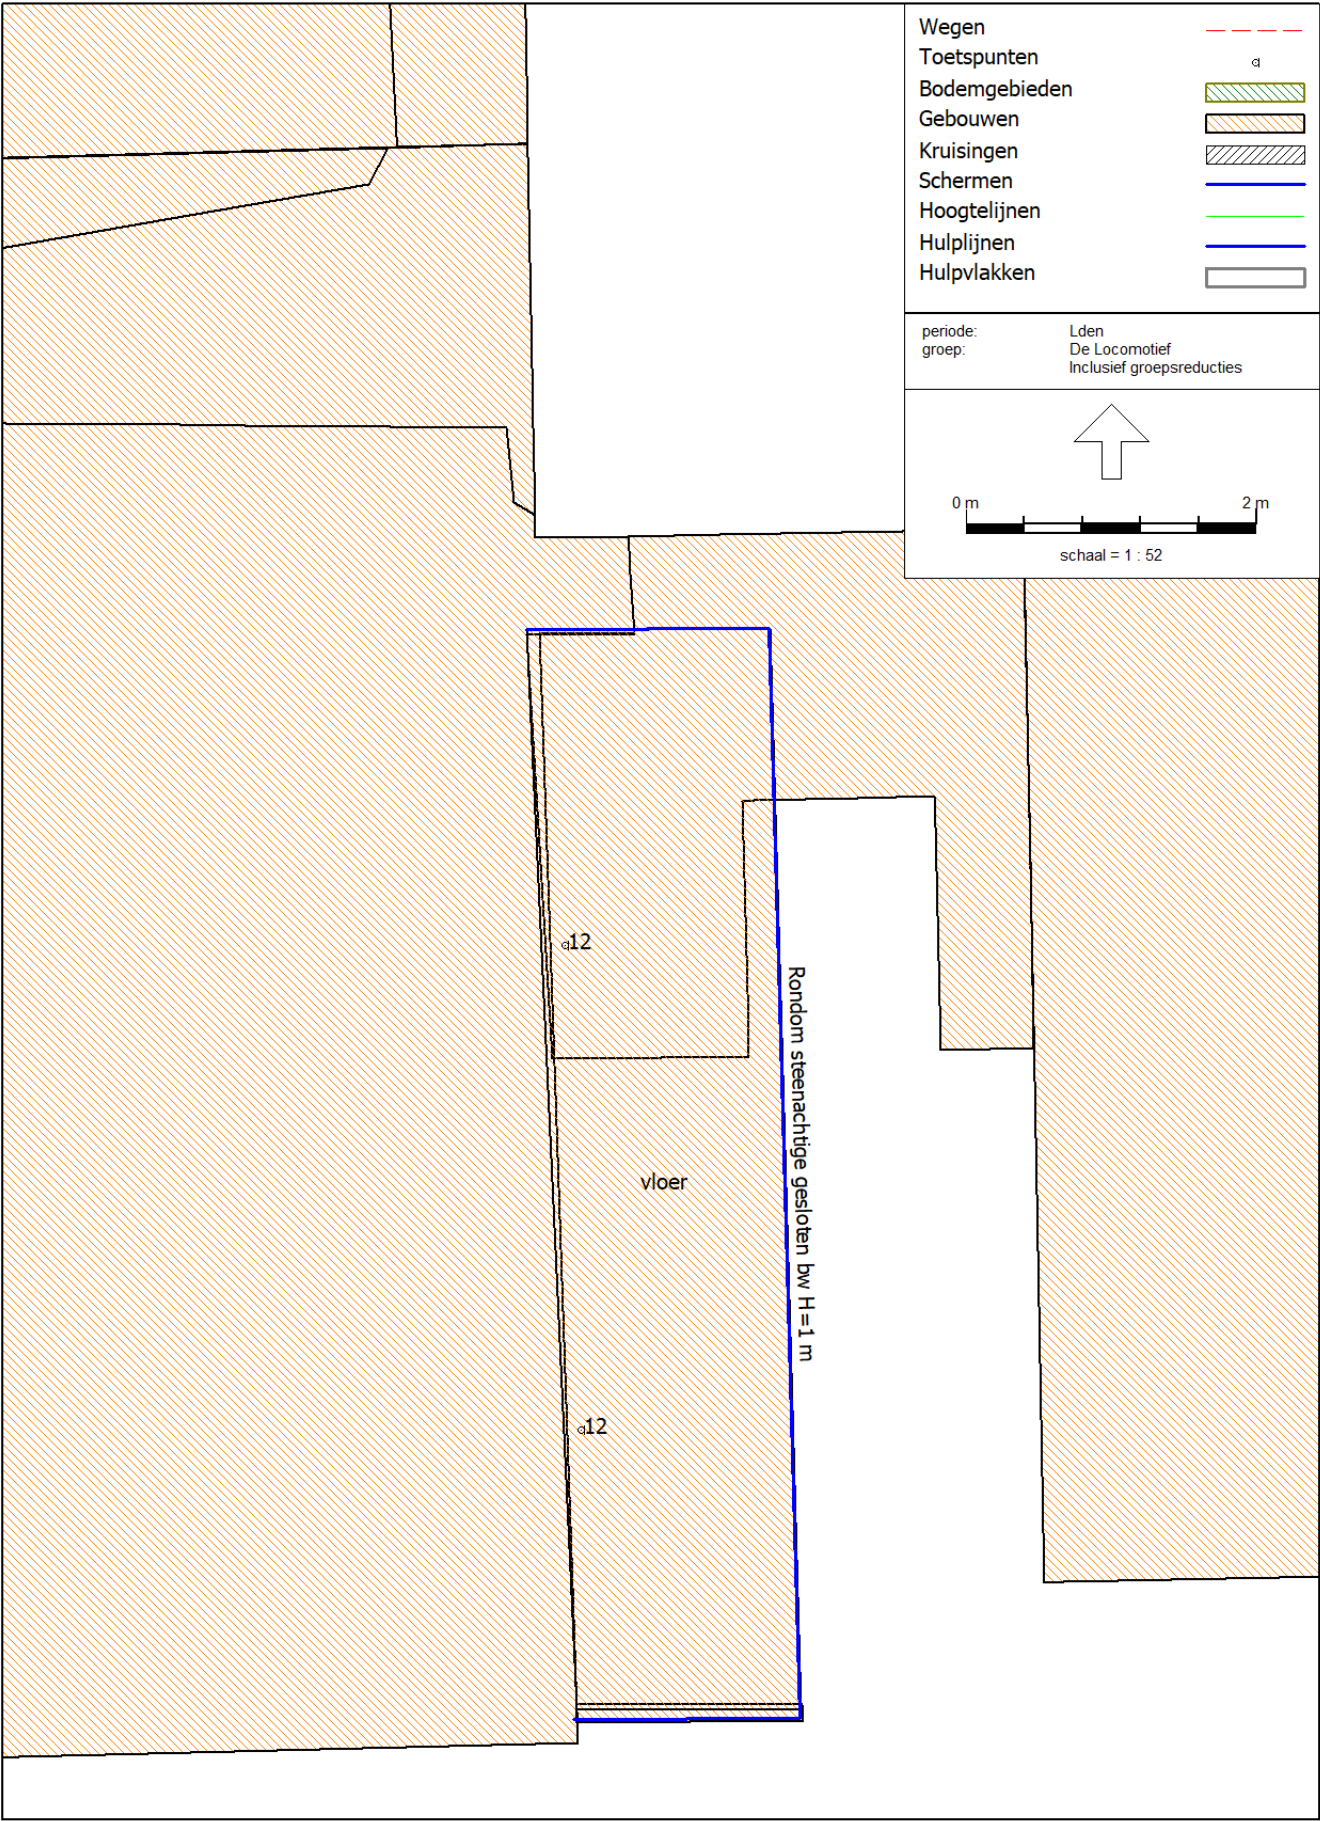 Wegen
Toetspunten
Bodemgebieden
Gebouwen
Kruisingen
Schermen
Hoogtelijnen
Hulplijnen
Hulpvlakken
periode: Lden
groep: De Locomotief
Inclusief groepsreducties
0 m 2 m
schaal = 1 : 52
12
Rondom steenachtige gesloten bw H=1 m
vloer
12